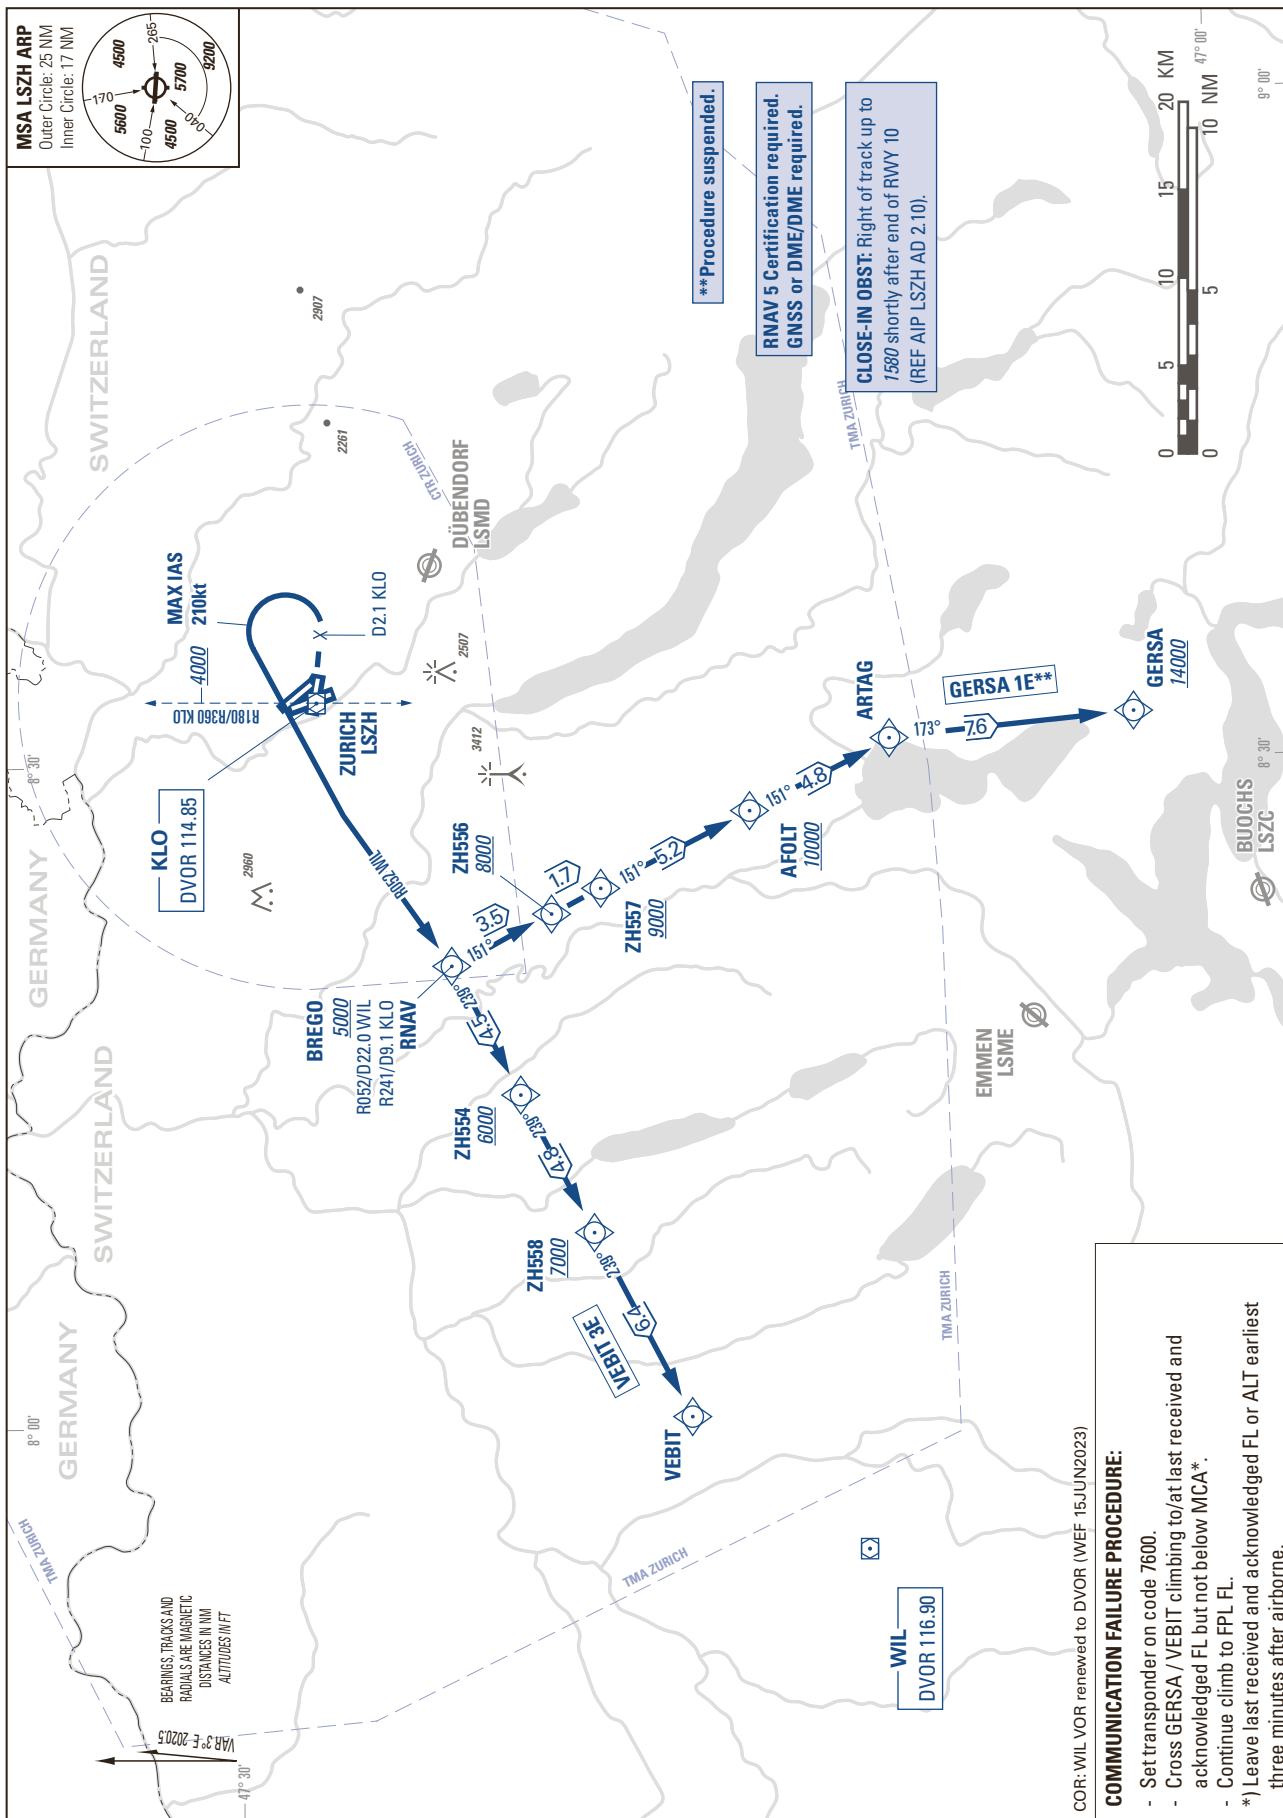 MSA LSZH ARP
Outer Circle: 25 NM
Inner Circle: 17 NM
170
265
100
040
4500
5600
5700
4500
9200
GERMANY
GERMANY
SWITZERLAND
SWITZERLAND
8° 00'
8° 30'
9° 00'
47° 00'
47° 30'
TMA ZURICH
TMA ZURICH
TMA ZURICH
TMA ZURICH
CTR ZURICH
BEARINGS, TRACKS AND
RADIALS ARE MAGNETIC
DISTANCES IN NM
ALTITUDES IN FT
VAR 3° E 2020.5
2960
2907
2261
2507
3412
KLO
DVOR 114.85
R180/R360 KLO
4000
MAX IAS
210kt
D2.1 KLO
ZURICH
LSZH
DÜBENDORF
LSMD
R052 WIL
BREGO
5000
R052/D22.0 WIL
R241/D9.1 KLO
RNAV
239°
4.5
ZH554
6000
239°
4.8
ZH558
7000
239°
6.4
VEBIT 3E
VEBIT
151°
3.5
ZH556
8000
1.7
ZH557
9000
151°
5.2
AFOLT
10000
151°
4.8
ARTAG
173°
7.6
GERSA 1E**
GERSA
14000
EMMEN
LSME
BUOCHS
LSZC
WIL
DVOR 116.90
**Procedure suspended.
RNAV 5 Certification required.
GNSS or DME/DME required.
CLOSE-IN OBST: Right of track up to
1580 shortly after end of RWY 10
(REF AIP LSZH AD 2.10).
0 5 10 15 20 KM
0 5 10 NM
COR: WIL VOR renewed to DVOR (WEF 15JUN2023)
COMMUNICATION FAILURE PROCEDURE:
- Set transponder on code 7600.
- Cross GERSA / VEBIT climbing to/at last received and
acknowledged FL but not below MCA*.
- Continue climb to FPL FL.
*) Leave last received and acknowledged FL or ALT earliest
three minutes after airborne.